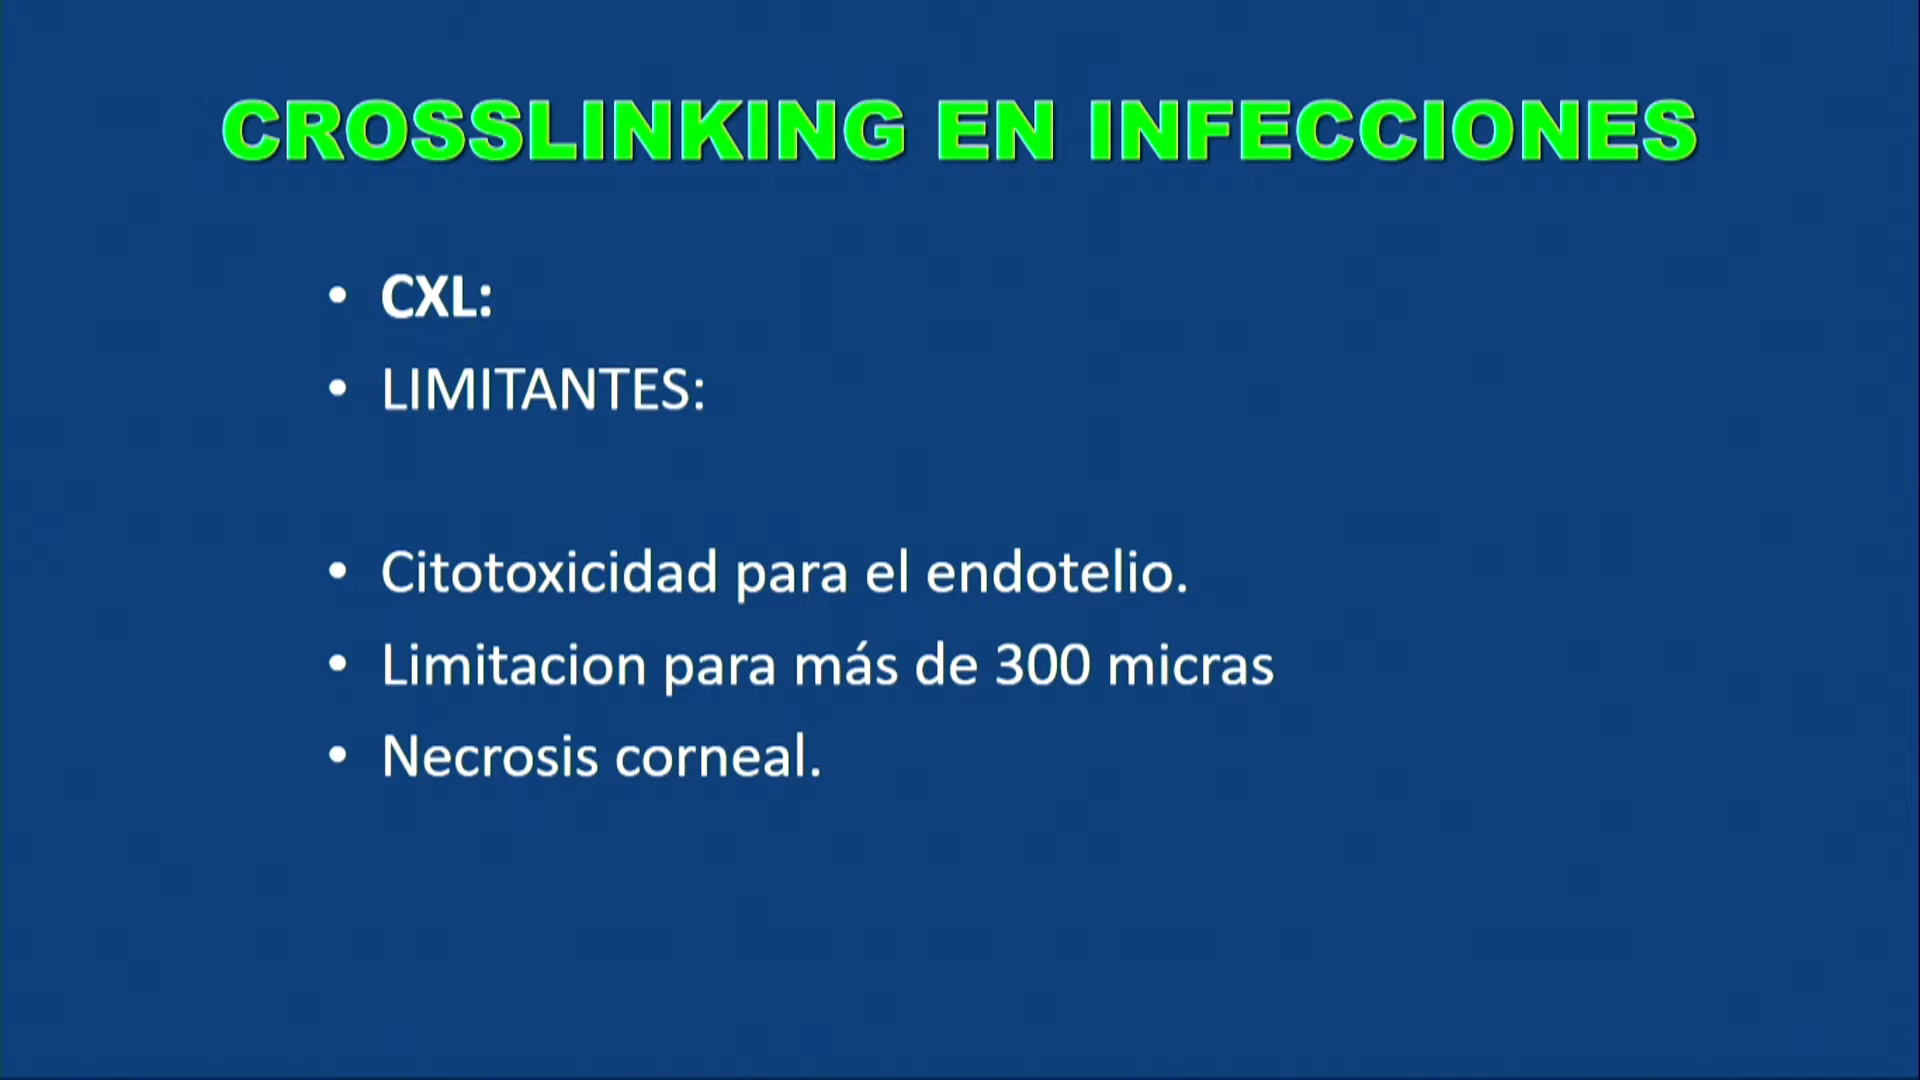 CROSSLINKING EN INFECCIONES
• CXL:
• LIMITANTES:
• Citotoxicidad para el endotelio.
• Limitacion para más de 300 micras
• Necrosis corneal.